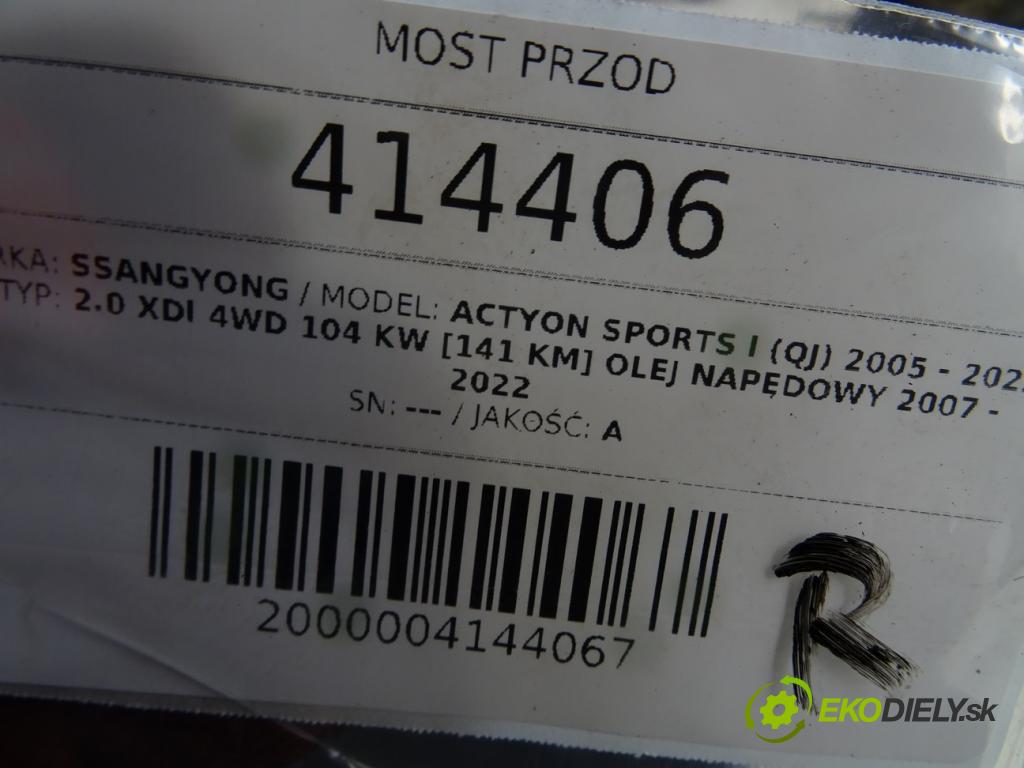 MOST PRZOD
414406
RKA: SSANGYONG / MODEL: ACTYON SPORTS I (QJ) 2005 - 202
TYP: 2.0 XDI 4WD 104 KW [141 KM] OLEJ NAPĘDOWY 2007 -
2022
SN: --- / JAKOŚĆ: A
2000004144067
R
EKODIELY.sk